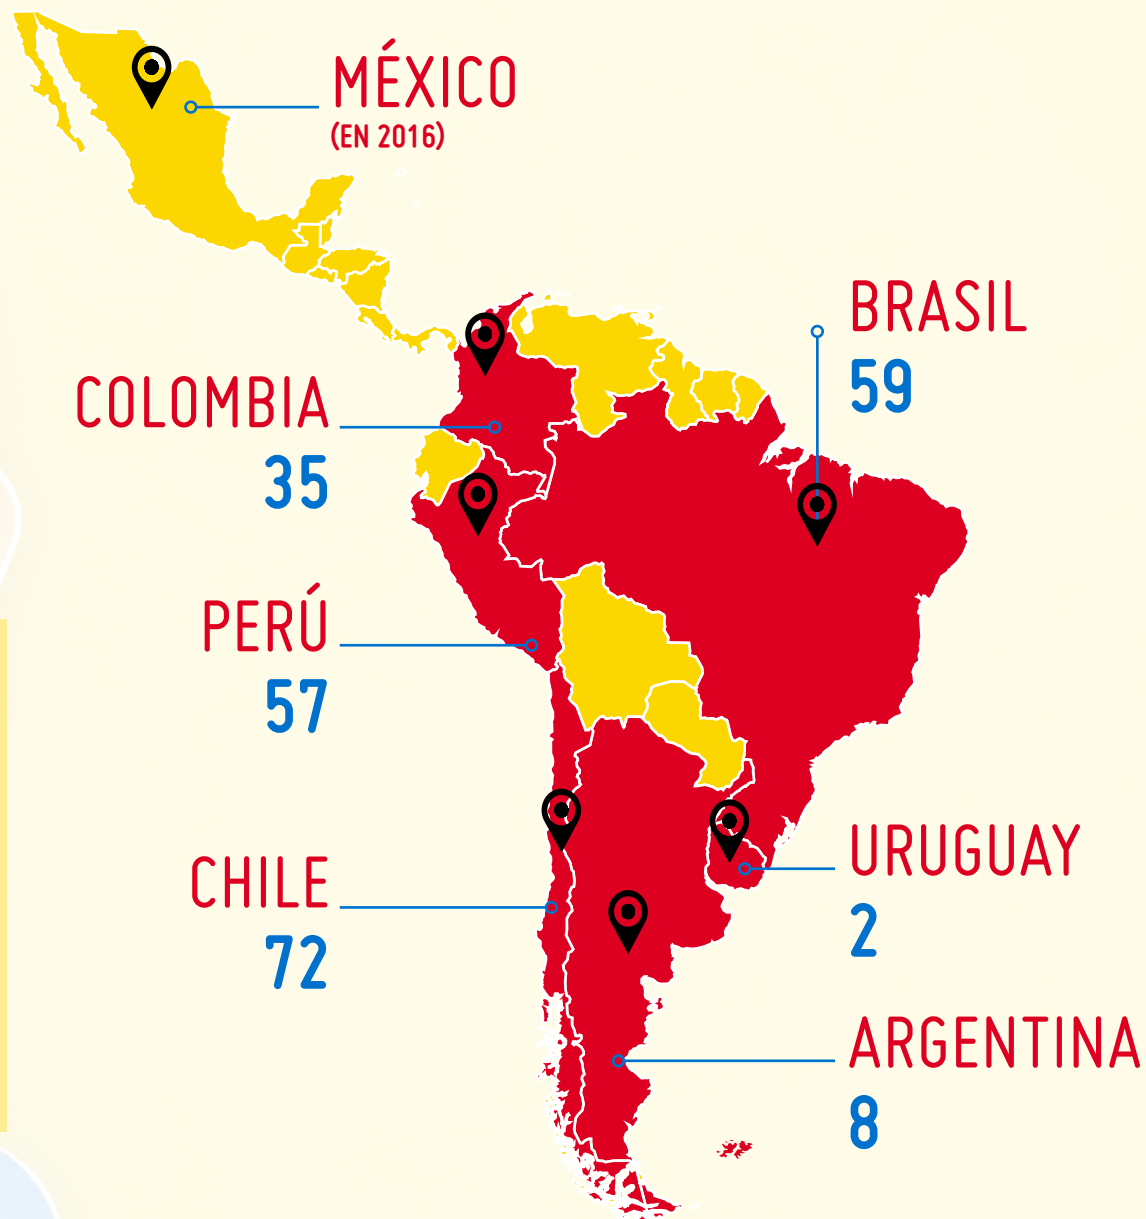 MÉXICO
(EN 2016)
BRASIL
59
COLOMBIA
35
PERÚ
57
CHILE
72
URUGUAY
2
ARGENTINA
8